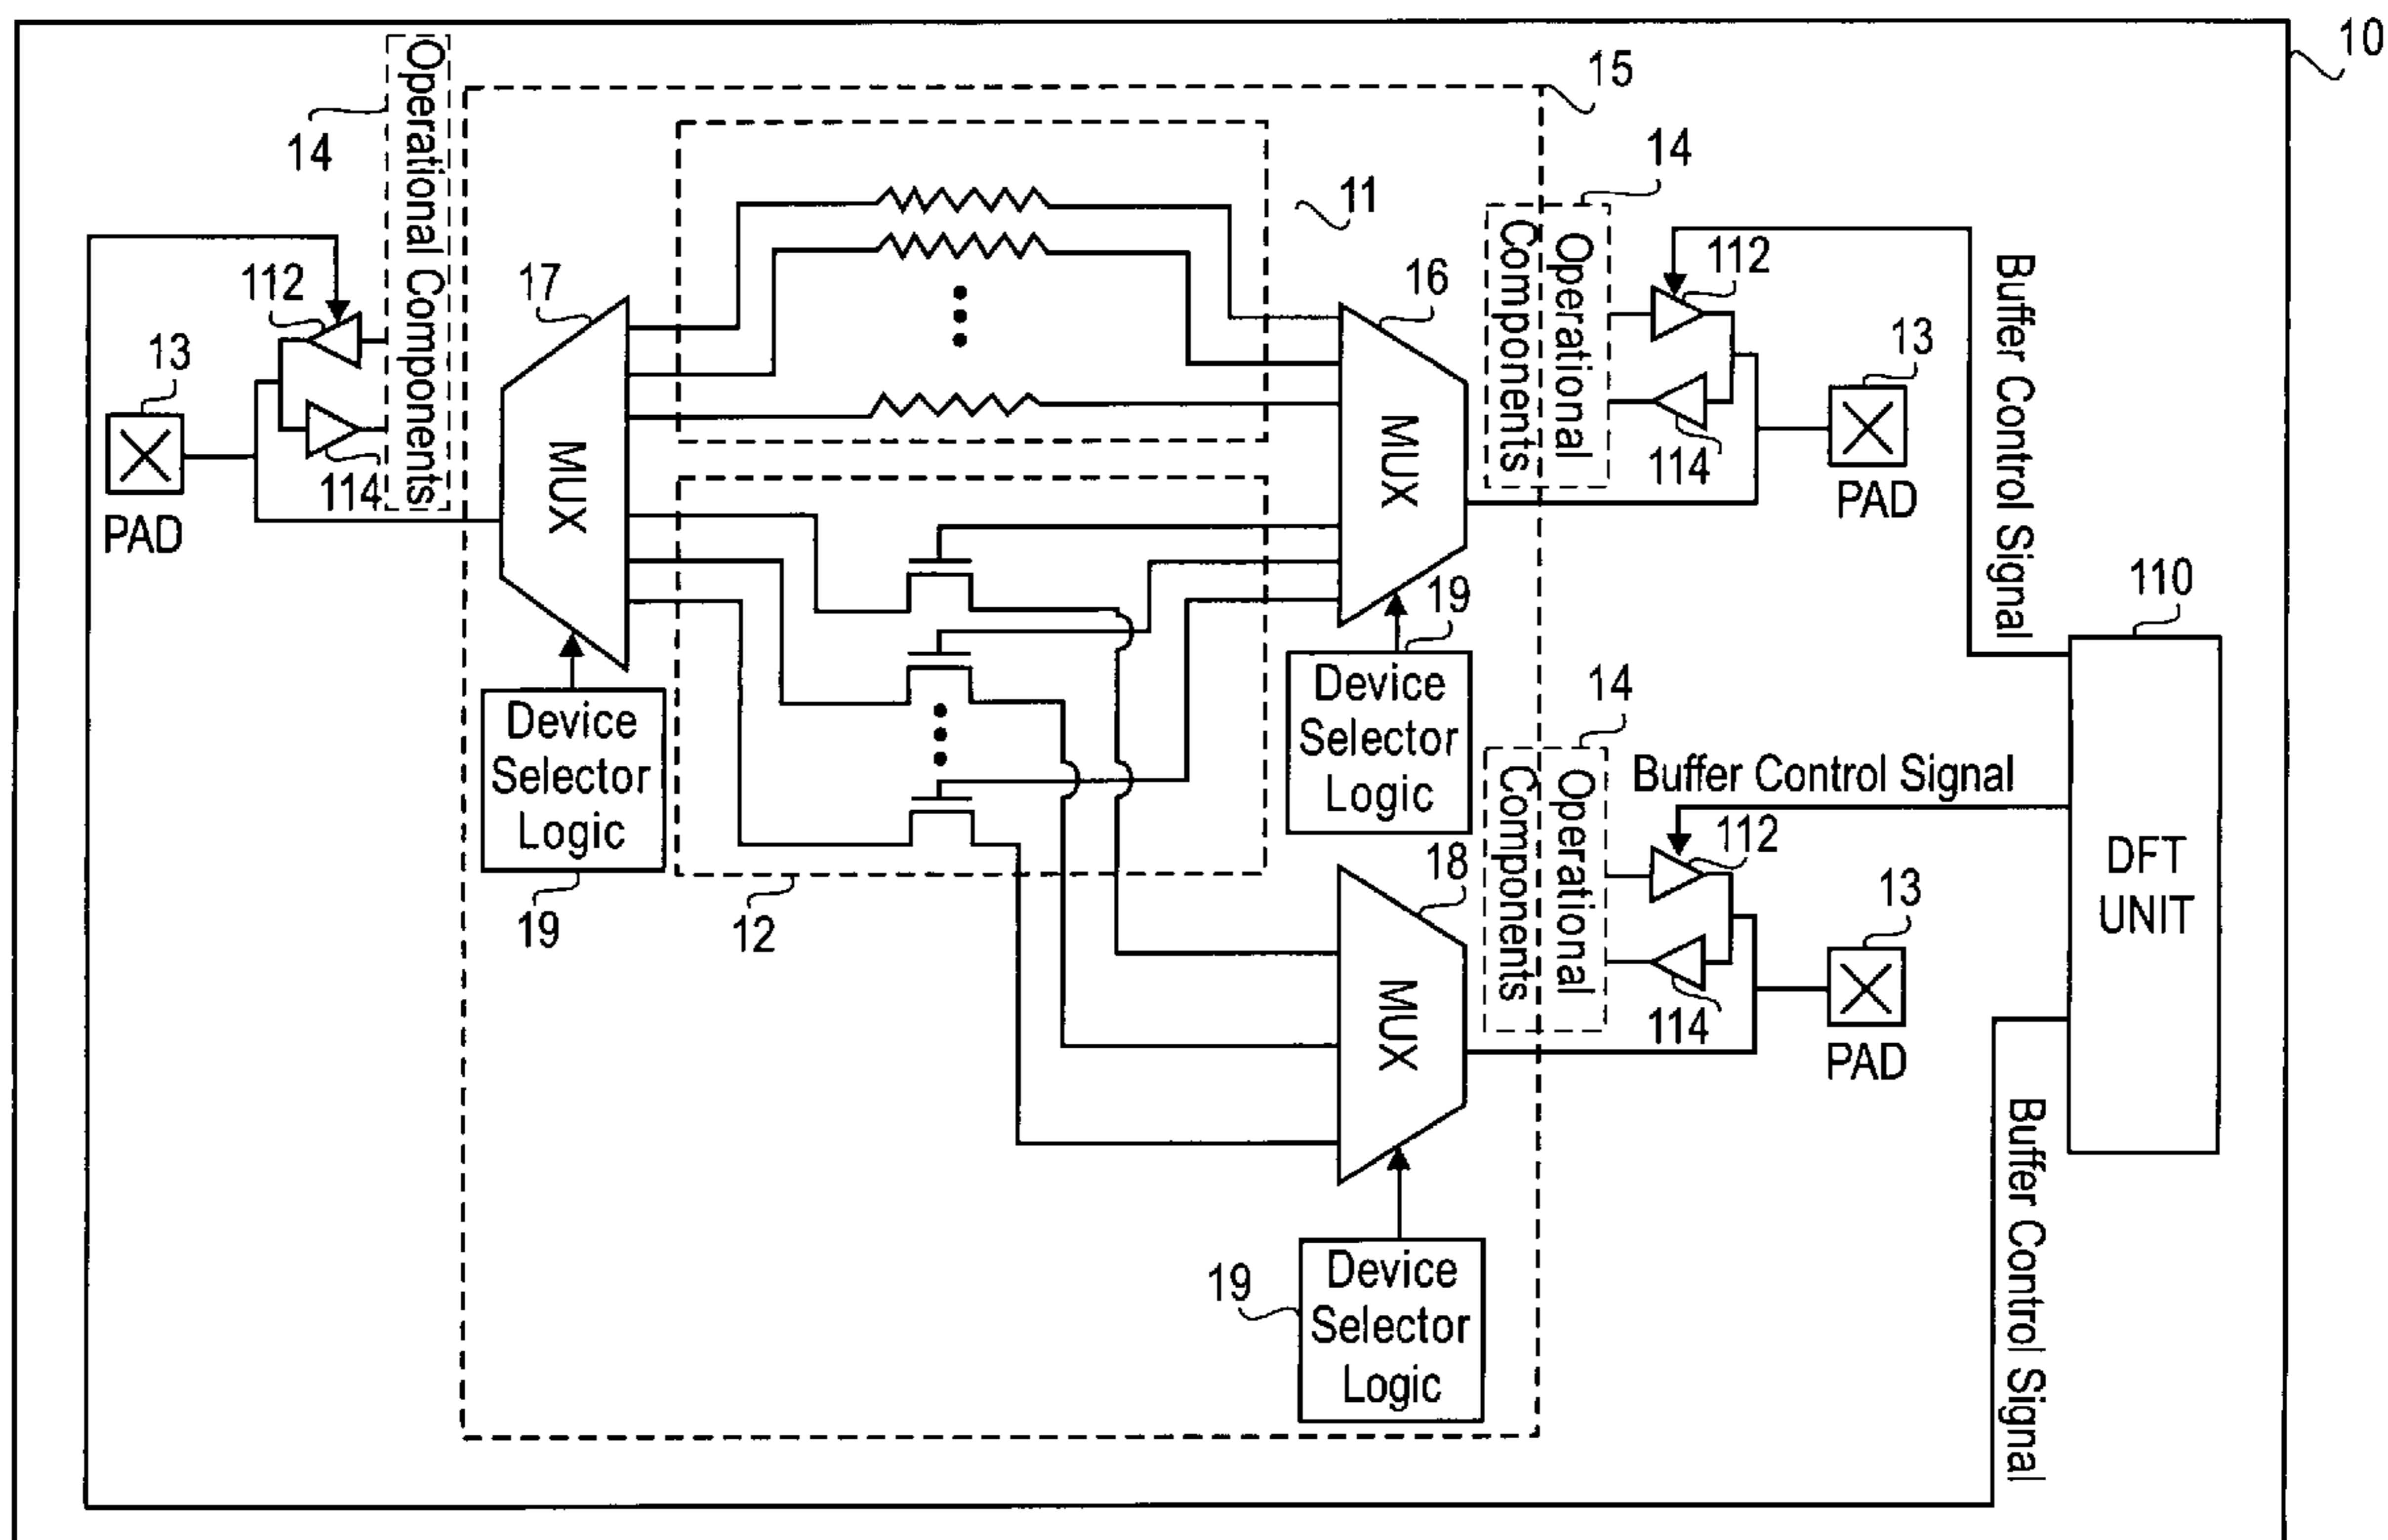 10
15
14
Operational Components
14
Operational
Components
11
112
Buffer Control Signal
17
16
112
13
13
MUX
MUX
114
114
PAD
PAD
110
19
Device
Selector
Logic
Device
Selector
Logic
14
Operational
Components
Buffer Control Signal
112
DFT
UNIT
18
13
19
12
MUX
114
PAD
Buffer Control Signal
19
Device
Selector
Logic